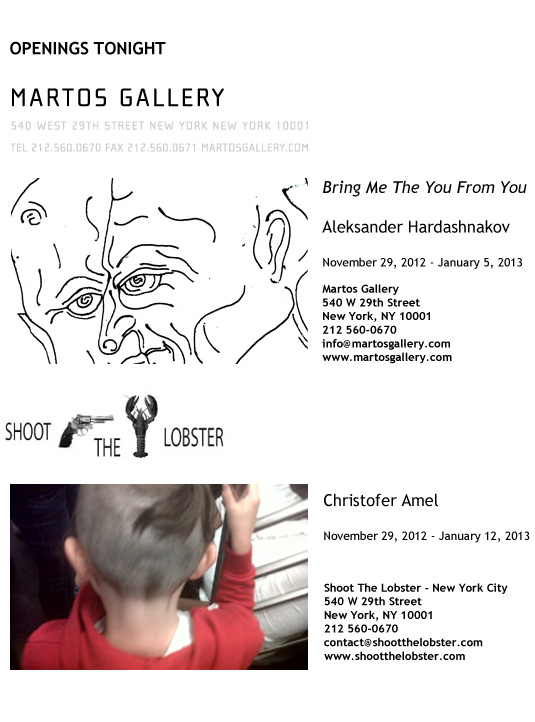 OPENINGS TONIGHT
MARTOS GALLERY
540 WEST 29TH STREET NEW YORK NEW YORK 10001
TEL 212.560.0670 FAX 212.560.0671 MARTOSGALLERY.COM
Bring Me The You From You
Aleksander Hardashnakov
November 29, 2012 - January 5, 2013
Martos Gallery
540 W 29th Street
New York, NY 10001
212 560-0670
info@martosgallery.com
www.martosgallery.com
SHOOT THE LOBSTER
Christofer Amel
November 29, 2012 - January 12, 2013
Shoot The Lobster - New York City
540 W 29th Street
New York, NY 10001
212 560-0670
contact@shootthelobster.com
www.shootthelobster.com